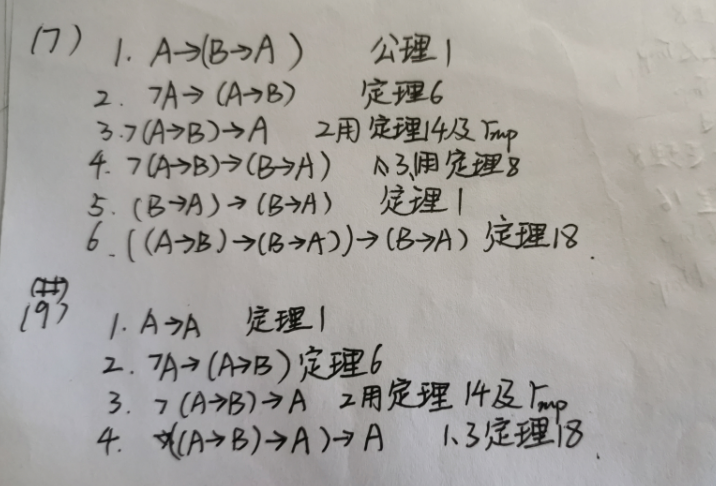 (7) 1. A→(B→A) 公理1
2. ¬A→(A→B) 定理6
3. ¬(A→B)→A 2用定理14及rmp
4. ¬(A→B)→(B→A) 1、3、用定理8
5. (B→A)→(B→A) 定理1
6. ((A→B)→(B→A))→(B→A) 定理18.
(9) 1. A→A 定理1
2. ¬A→(A→B) 定理6
3. ¬(A→B)→A 2用定理14及rmp
4. ((A→B)→A)→A 1、3定理18.